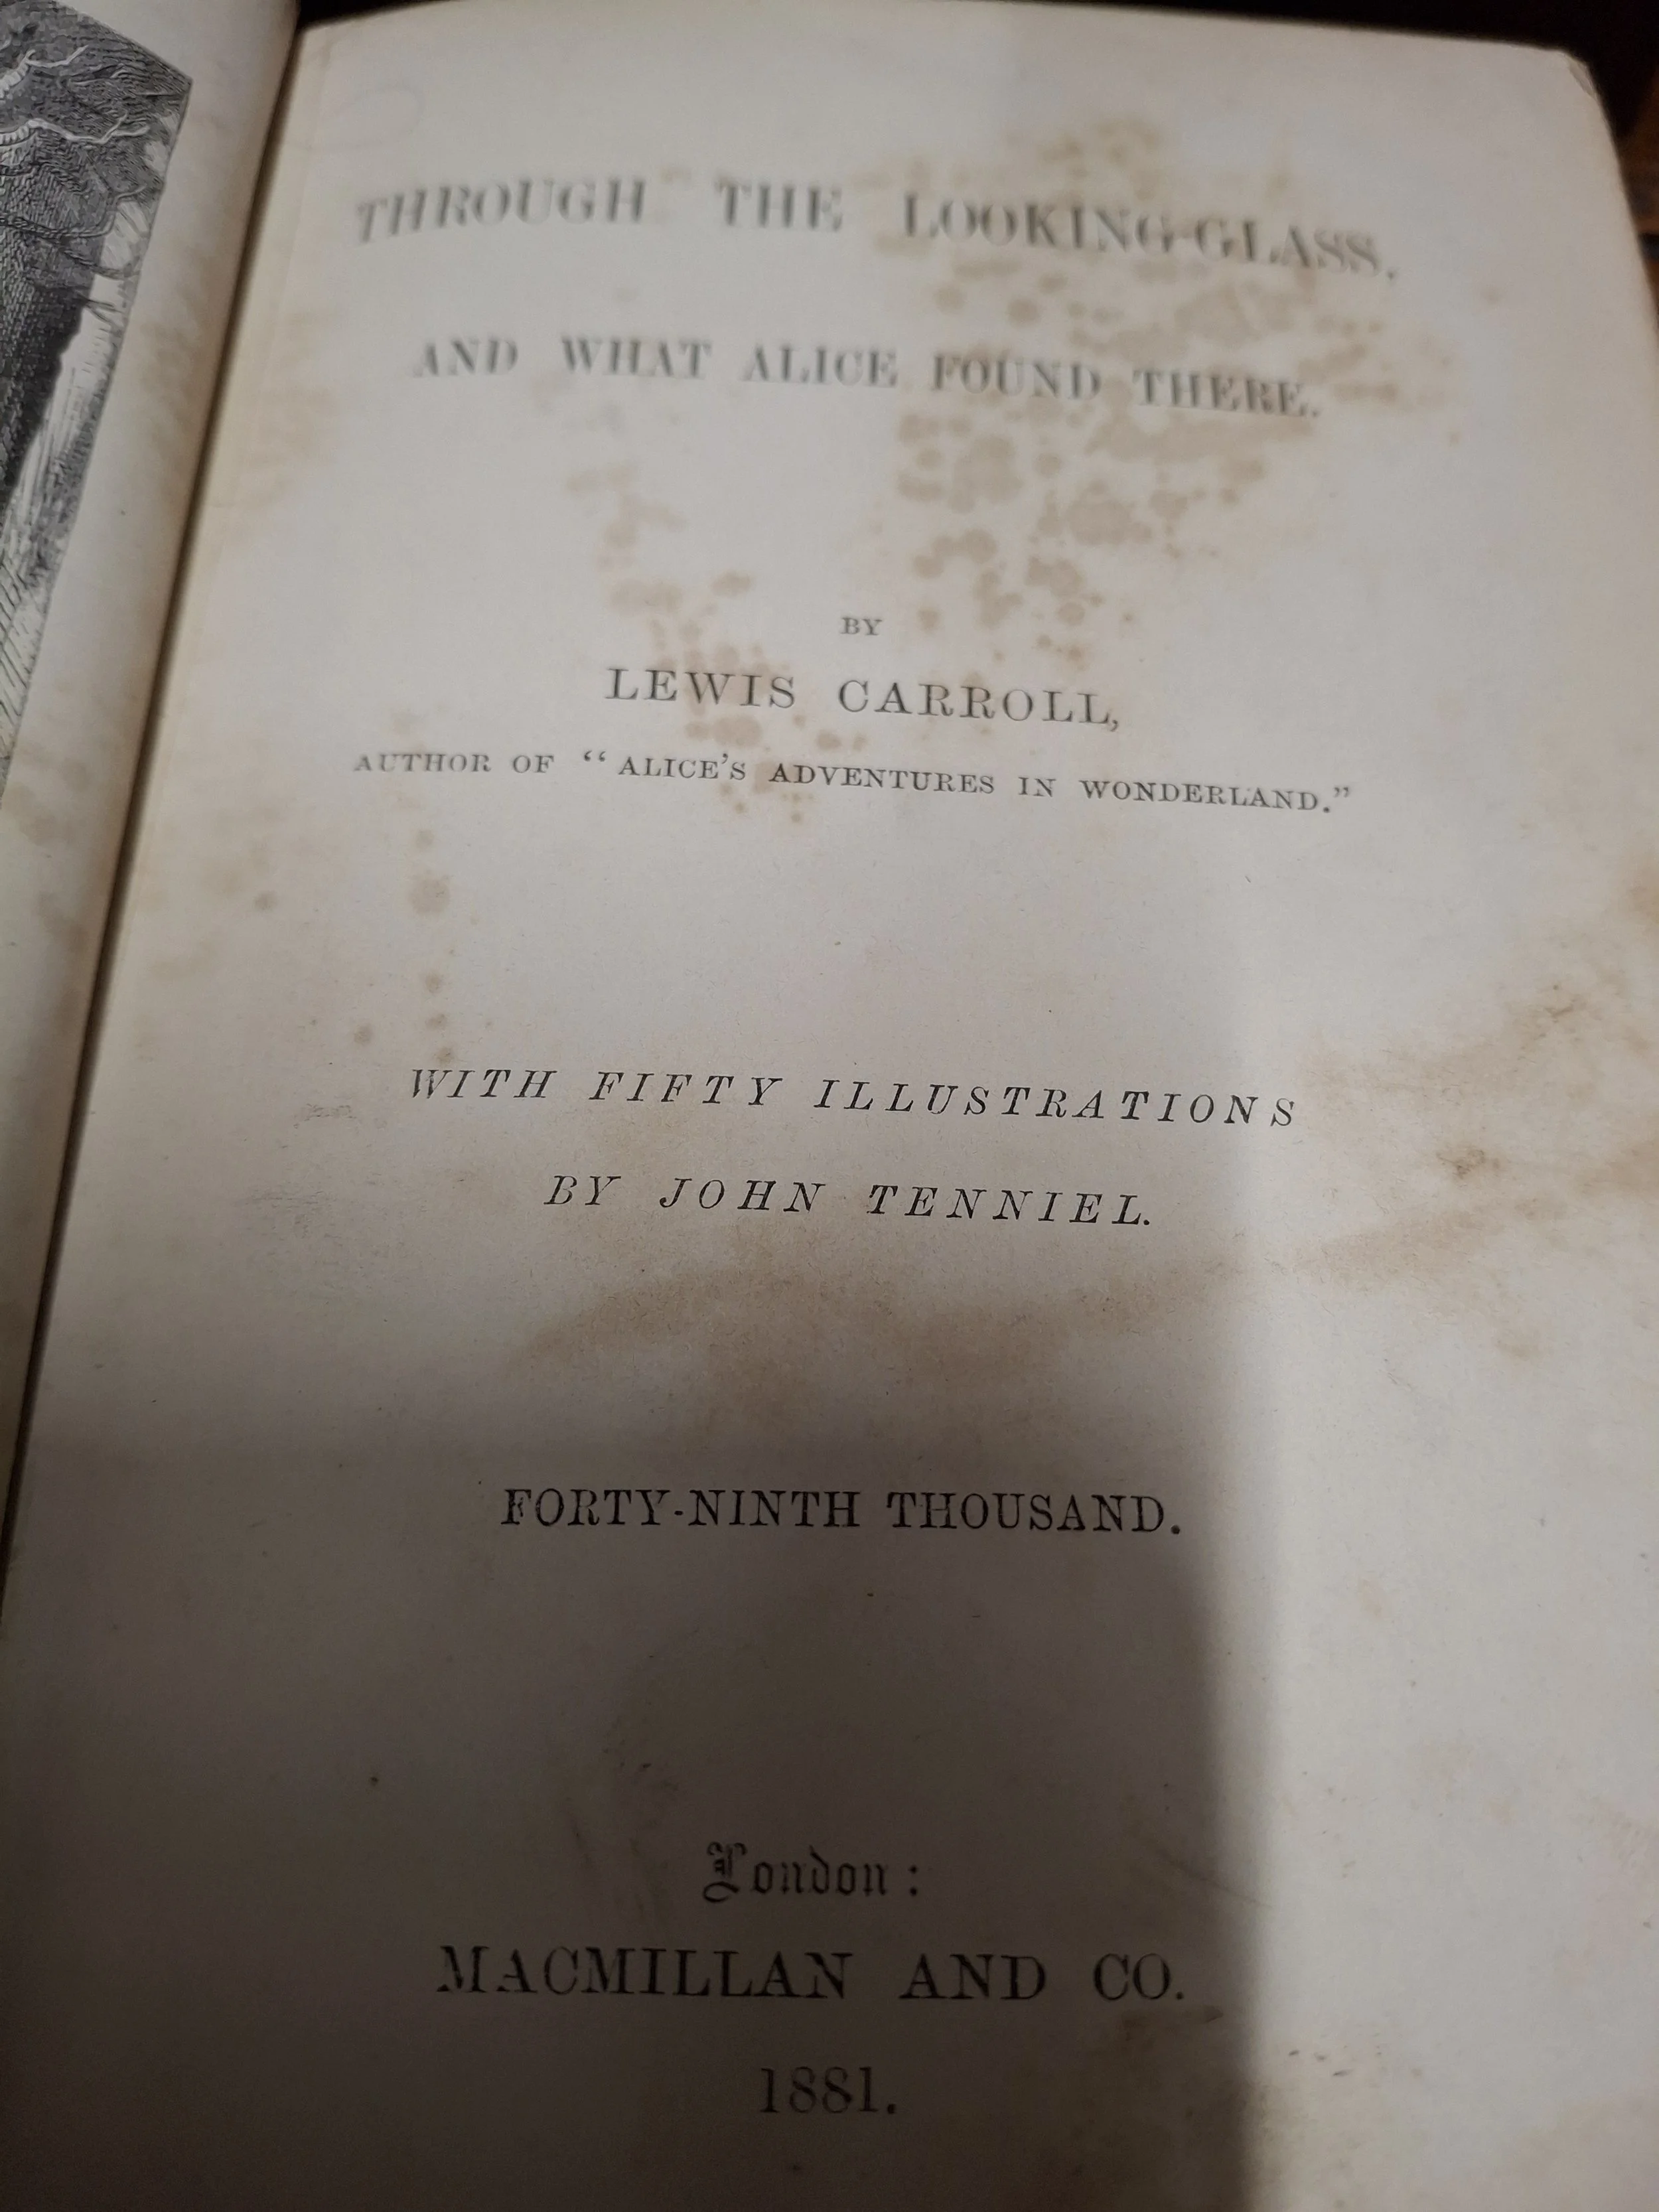 THROUGH THE LOOKING-GLASS,
AND WHAT ALICE FOUND THERE.
BY
LEWIS CARROLL,
AUTHOR OF “ALICE'S ADVENTURES IN WONDERLAND.”
WITH FIFTY ILLUSTRATIONS
BY JOHN TENNIEL.
FORTY-NINTH THOUSAND.
London:
MACMILLAN AND CO.
1881.